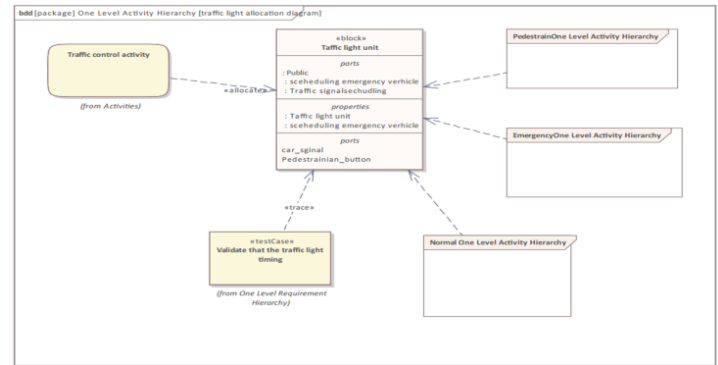 bdd [package] One Level Activity Hierarchy [traffic light allocation diagram]
Traffic control activity
(from Activities)
«allocate»
«block»
Taffic light unit
ports
: Public
: sceheduling emergency verhicle
: Traffic signalsechudling
properties
: Taffic light unit
: sceheduling emergency verhicle
ports
car_sginal
Pedestrainian_button
PedestrainOne Level Activity Hierarchy
EmergencyOne Level Activity Hierarchy
Normal One Level Activity Hierarchy
«trace»
«testCase»
Validate that the traffic light
timing
(from One Level Requirement
Hierarchy)